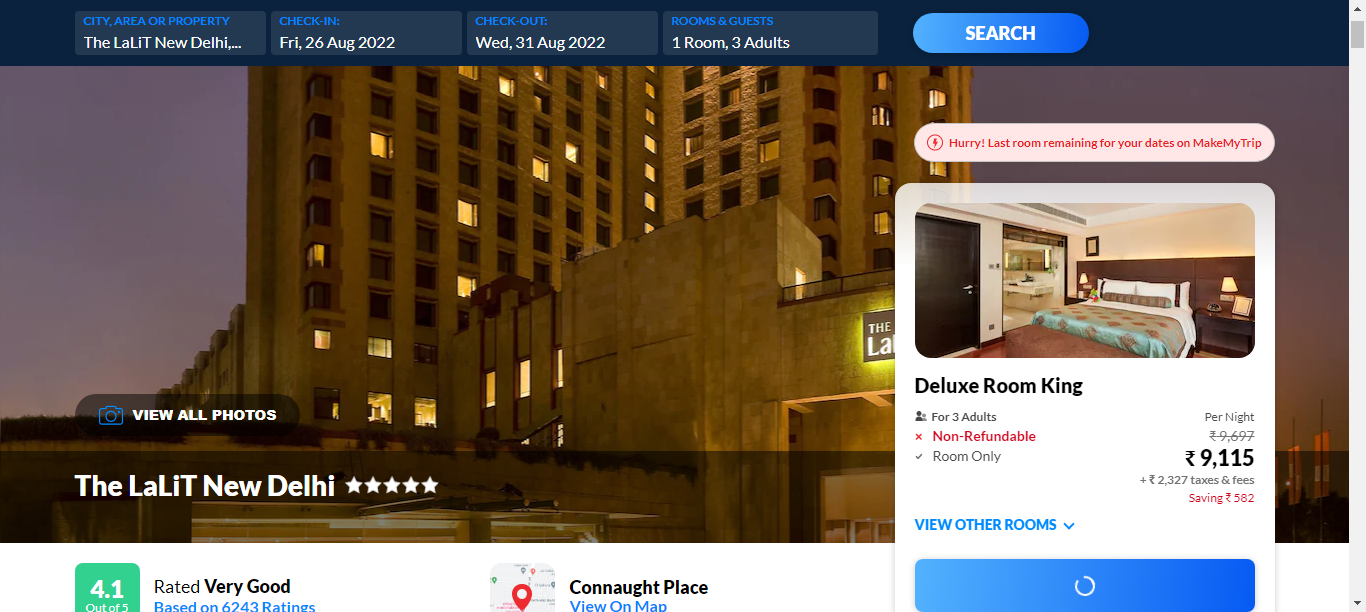 CITY, AREA OR PROPERTY
The LaLiT New Delhi,...
CHECK-IN:
Fri, 26 Aug 2022
CHECK-OUT:
Wed, 31 Aug 2022
ROOMS & GUESTS
1 Room, 3 Adults
SEARCH
Hurry! Last room remaining for your dates on MakeMyTrip
THE
LaL
VIEW ALL PHOTOS
The LaLiT New Delhi
Deluxe Room King
For 3 Adults
Non-Refundable
Room Only
Per Night
₹ 9,697
₹ 9,115
+ ₹ 2,327 taxes & fees
Saving ₹ 582
VIEW OTHER ROOMS
4.1
Out of 5
Rated Very Good
Based on 6243 Ratings
Connaught Place
View On Map